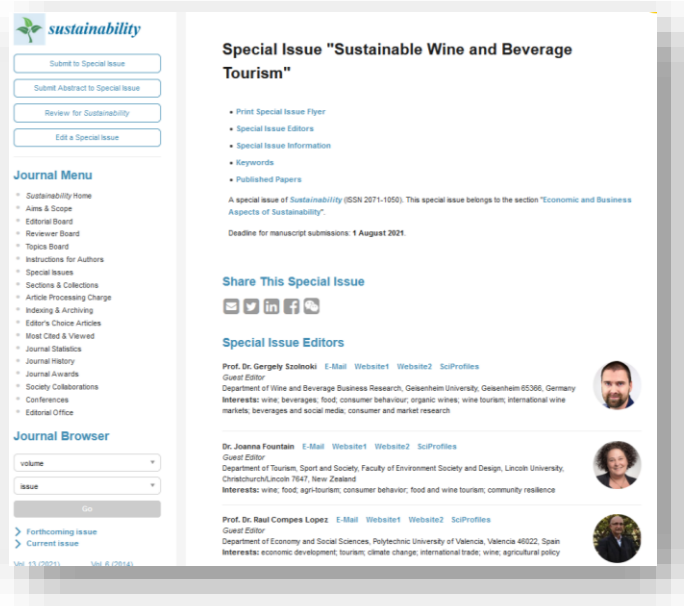 sustainability
Submit to Special Issue
Submit Abstract to Special Issue
Review for Sustainability
Edit a Special Issue
Journal Menu
Sustainability Home
Aims & Scope
Editorial Board
Reviewer Board
Topics Board
Instructions for Authors
Special Issues
Sections & Collections
Article Processing Charge
Indexing & Archiving
Editor's Choice Articles
Most Cited & Viewed
Journal Statistics
Journal History
Journal Awards
Society Collaborations
Conferences
Editorial Office
Journal Browser
volume
issue
Go
Forthcoming issue
Current issue
Vol. 13 (2021) Vol. 6 (2014)
Special Issue "Sustainable Wine and Beverage
Tourism"
Print Special Issue Flyer
Special Issue Editors
Special Issue Information
Keywords
Published Papers
A special issue of Sustainability (ISSN 2071-1050). This special issue belongs to the section "Economic and Business
Aspects of Sustainability".
Deadline for manuscript submissions: 1 August 2021.
Share This Special Issue
Special Issue Editors
Prof. Dr. Gergely Szolnoki E-Mail Website1 Website2 SciProfiles
Guest Editor
Department of Wine and Beverage Business Research, Geisenheim University, Geisenheim 65366, Germany
Interests: wine; beverages; food; consumer behaviour; organic wines; wine tourism; international wine
markets; beverages and social media; consumer and market research
Dr. Joanna Fountain E-Mail Website1 Website2 SciProfiles
Guest Editor
Department of Tourism, Sport and Society, Faculty of Environment Society and Design, Lincoln University,
Christchurch/Lincoln 7647, New Zealand
Interests: wine; food; agri-tourism; consumer behavior; food and wine tourism; community resilience
Prof. Dr. Raul Compes Lopez E-Mail Website1 Website2 SciProfiles
Guest Editor
Department of Economy and Social Sciences, Polytechnic University of Valencia, Valencia 46022, Spain
Interests: economic development; tourism; climate change; international trade; wine; agricultural policy